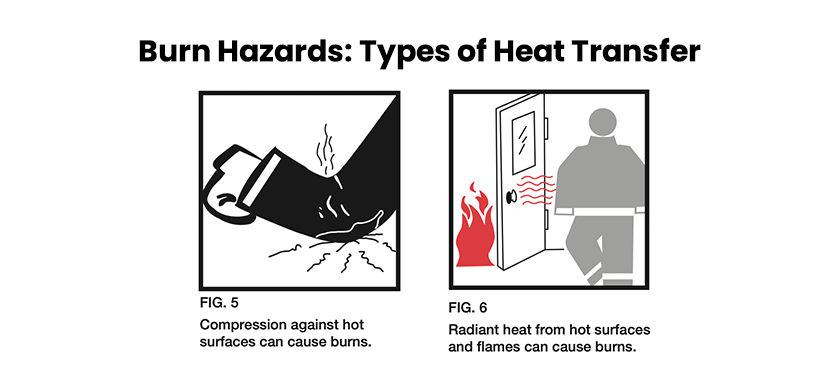 Burn Hazards: Types of Heat Transfer
FIG. 5
Compression against hot
surfaces can cause burns.
FIG. 6
Radiant heat from hot surfaces
and flames can cause burns.